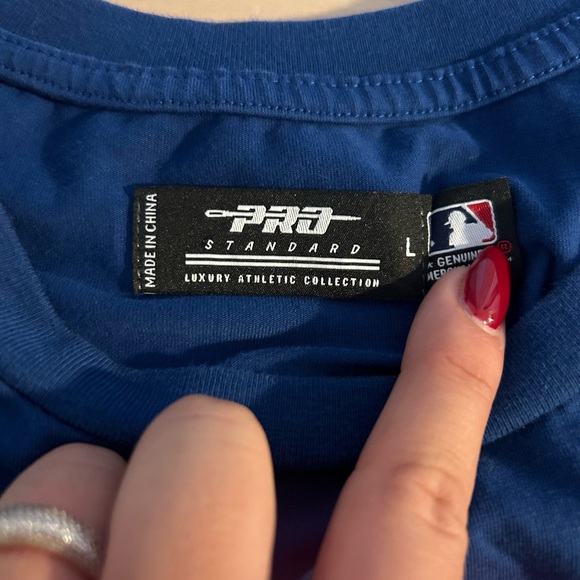 MADE IN CHINA
PRO
STANDARD
LUXURY ATHLETIC COLLECTION
L
GENUINE